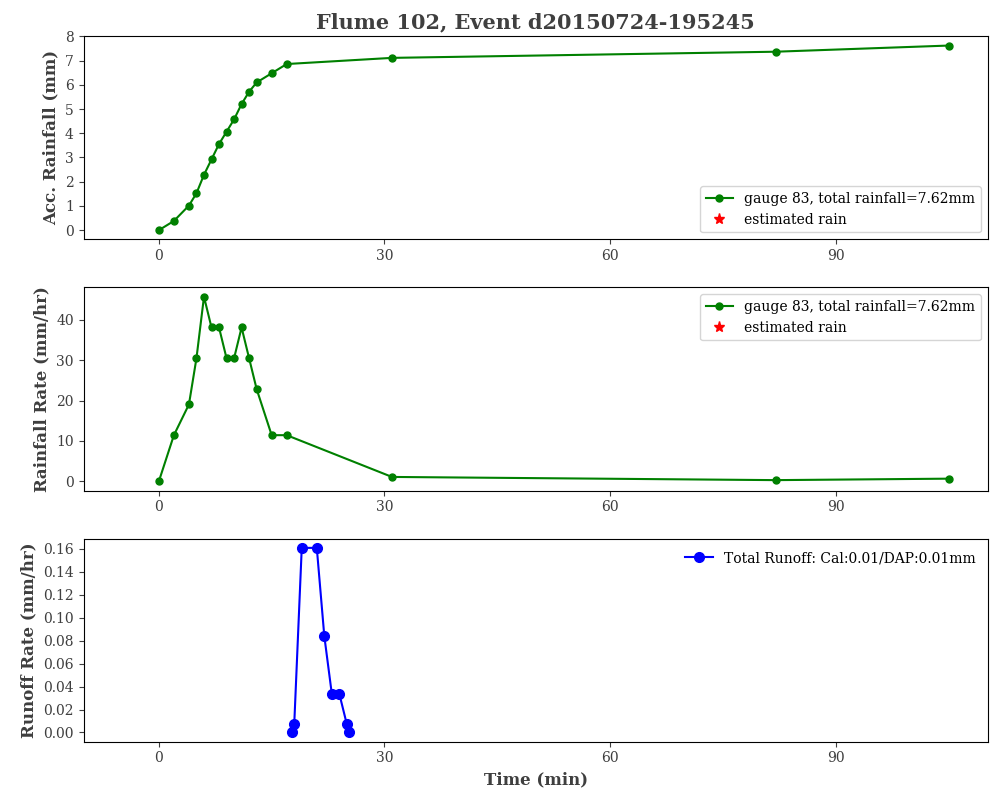 Flume 102, Event d20150724-195245
Acc. Rainfall (mm)
8
7
6
5
4
3
2
1
0
gauge 83, total rainfall=7.62mm
estimated rain
0 30 60 90
Rainfall Rate (mm/hr)
40
30
20
10
0
gauge 83, total rainfall=7.62mm
estimated rain
0 30 60 90
Runoff Rate (mm/hr)
0.16
0.14
0.12
0.10
0.08
0.06
0.04
0.02
0.00
Total Runoff: Cal:0.01/DAP:0.01mm
0 30 60 90
Time (min)